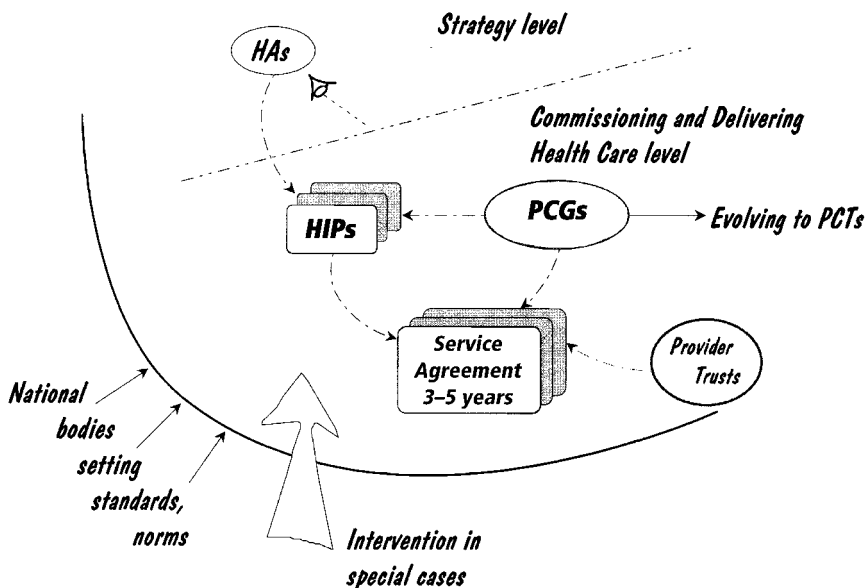 Strategy level
HAs
Commissioning and Delivering
Health Care level
HIPs
PCGs
Evolving to PCTs
Service
Agreement
3–5 years
Provider
Trusts
National
bodies
setting
standards,
norms
Intervention in
special cases